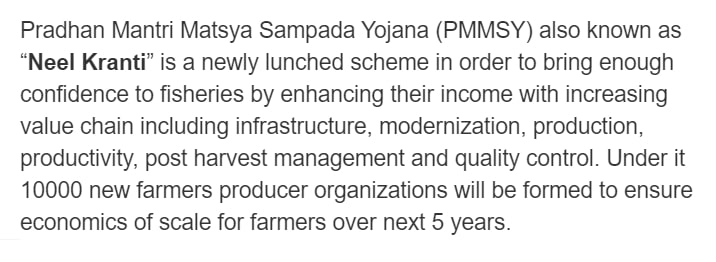 Pradhan Mantri Matsya Sampada Yojana (PMMSY) also known as
“Neel Kranti” is a newly lunched scheme in order to bring enough
confidence to fisheries by enhancing their income with increasing
value chain including infrastructure, modernization, production,
productivity, post harvest management and quality control. Under it
10000 new farmers producer organizations will be formed to ensure
economics of scale for farmers over next 5 years.